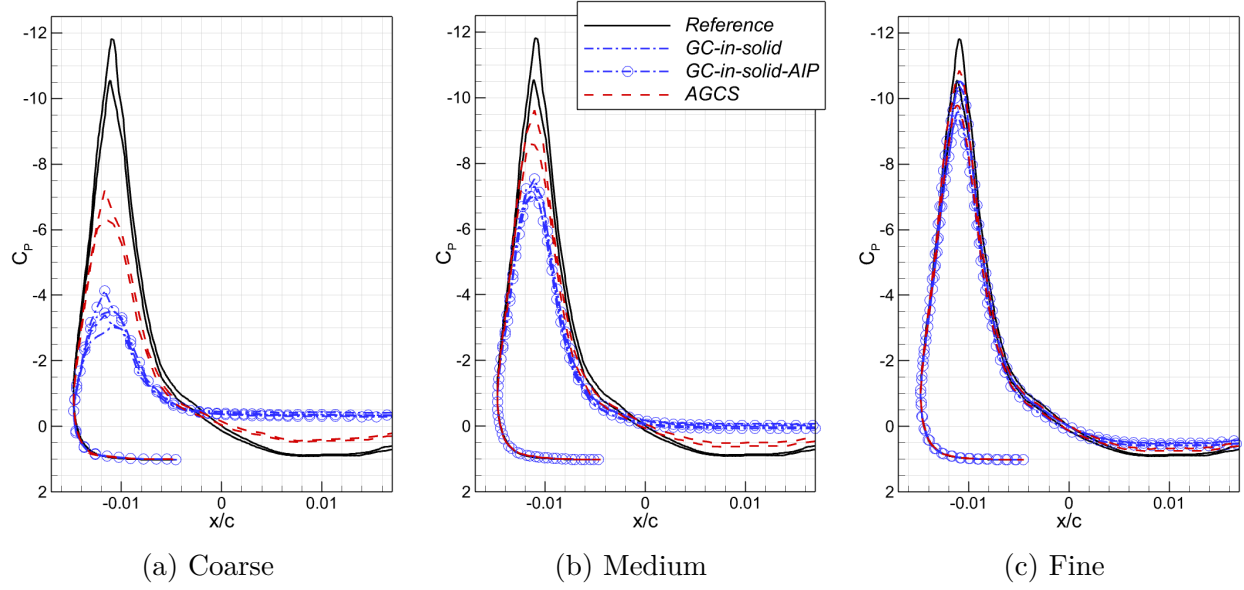 Reference
GC-in-solid
GC-in-solid-AIP
AGCS
-12
-10
-8
-6
-4
-2
0
2
C_P
-0.01
0
0.01
x/c
(a) Coarse
-12
-10
-8
-6
-4
-2
0
2
C_P
-0.01
0
0.01
x/c
(b) Medium
-12
-10
-8
-6
-4
-2
0
2
C_P
-0.01
0
0.01
x/c
(c) Fine